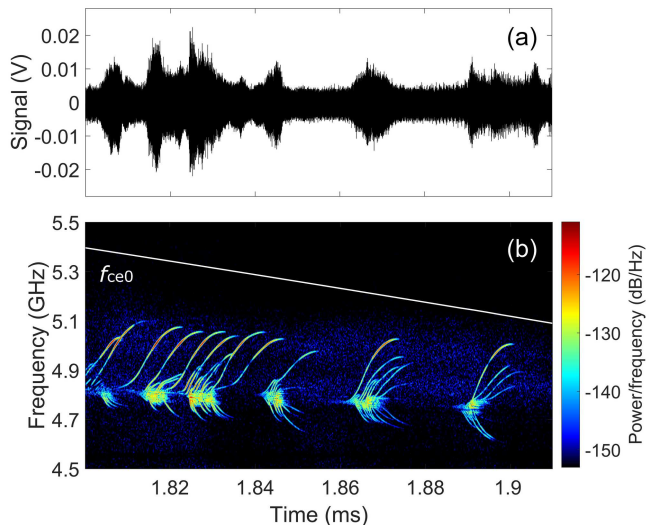 (a)
Signal (V)
0.02
0.01
0
-0.01
-0.02
(b)
f ce0
Frequency (GHz)
5.5
5.3
5.1
4.9
4.7
4.5
1.82
1.84
1.86
1.88
1.9
Time (ms)
-120
-130
-140
-150
Power/frequency (dB/Hz)